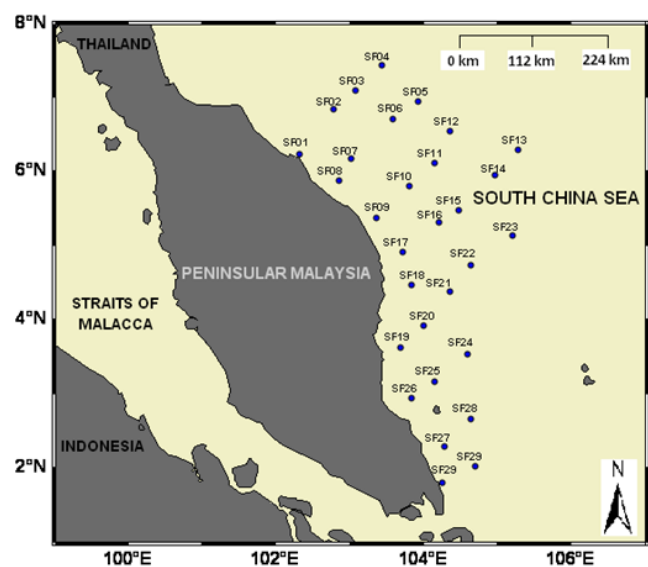 8°N
THAILAND
SF04
0 km 112 km 224 km
SF03
SF05
SF02
SF06
SF12
SF01
SF07
SF13
6°N
SF08
SF11
SF14
SF10
SOUTH CHINA SEA
SF09
SF15
SF16
SF23
SF17
SF22
PENINSULAR MALAYSIA
SF18
SF21
STRAITS OF
MALACCA
4°N
SF20
SF19
SF24
SF25
SF26
SF28
INDONESIA
SF27
2°N
SF29
SF29
N
100°E 102°E 104°E 106°E